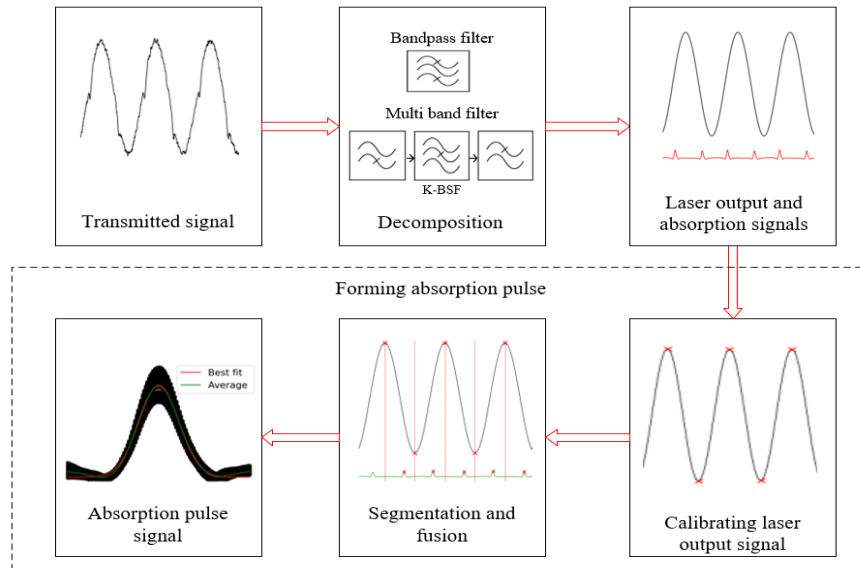 Transmitted signal
Bandpass filter
Multi band filter
K-BSF
Decomposition
Laser output and
absorption signals
Forming absorption pulse
Best fit
Average
Absorption pulse
signal
Segmentation and
fusion
Calibrating laser
output signal